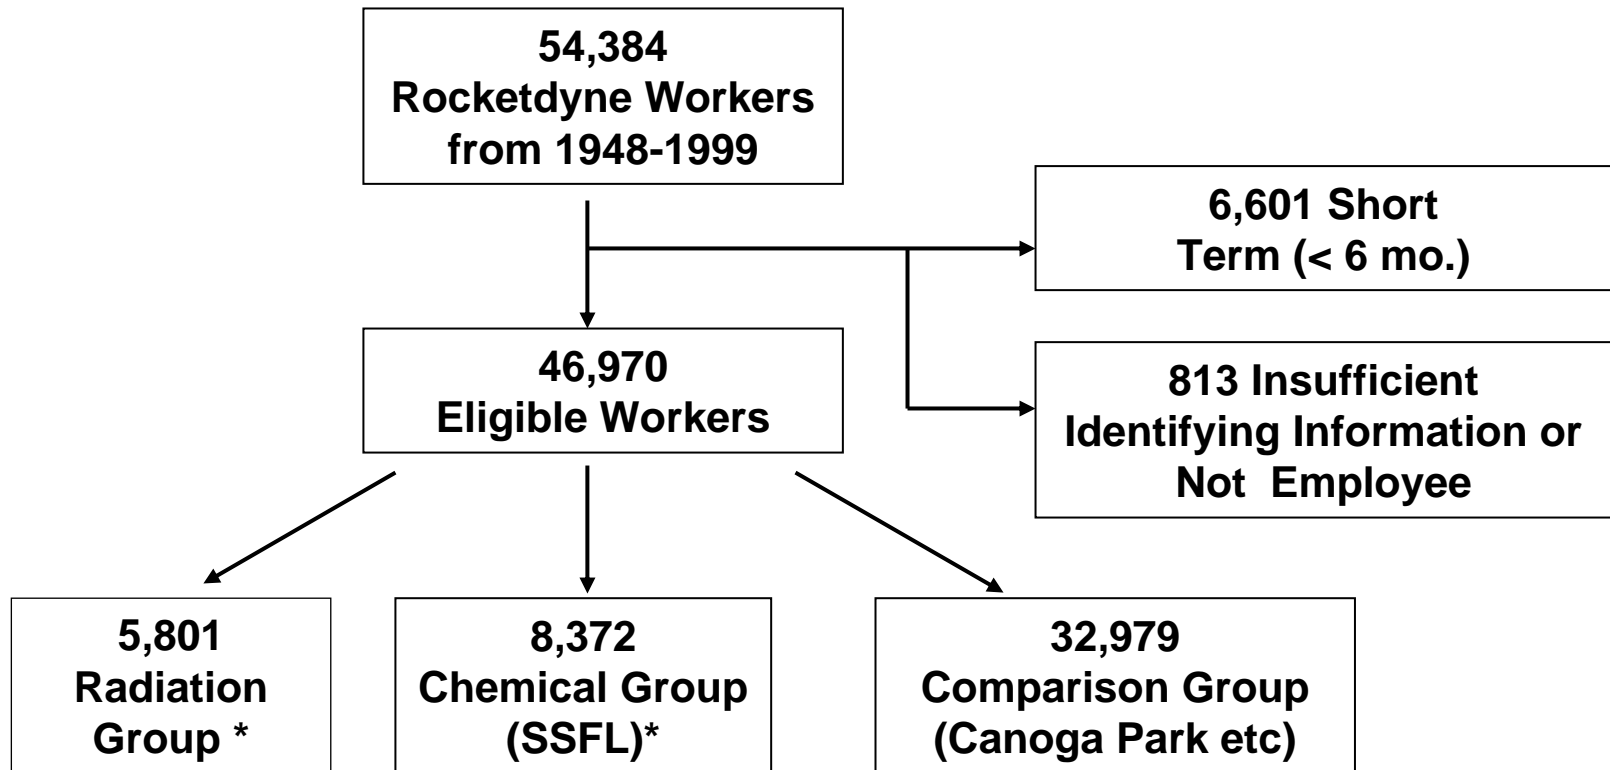 54,384
Rocketdyne Workers
from 1948-1999
6,601 Short
Term (< 6 mo.)
46,970
Eligible Workers
813 Insufficient
Identifying Information or
Not  Employee
5,801
Radiation
Group *
8,372
Chemical Group
(SSFL)*
32,979
Comparison Group
(Canoga Park etc)